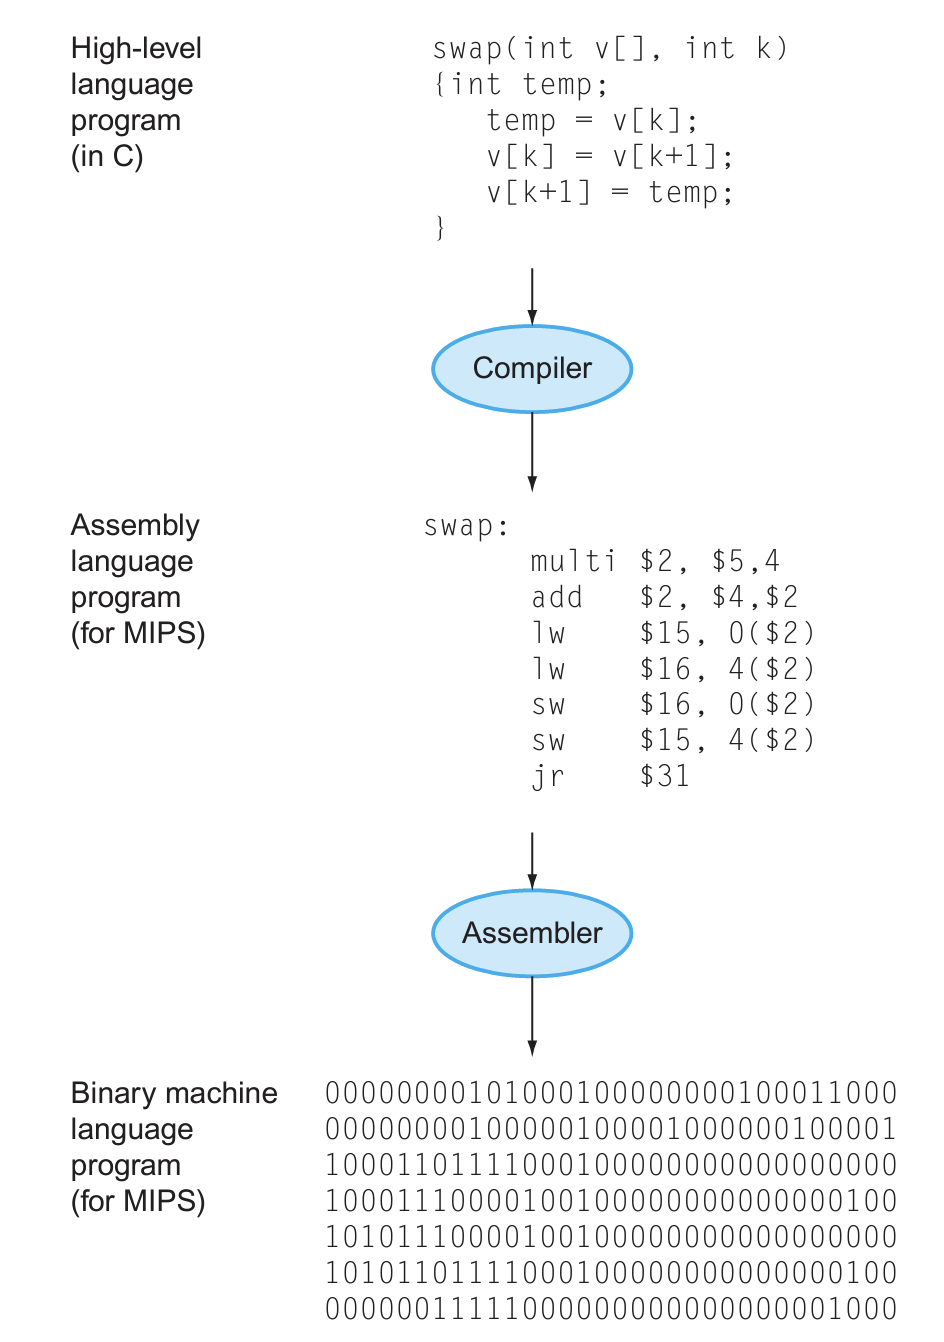 High-level
language
program
(in C)
swap(int v[], int k)
{int temp;
temp = v[k];
v[k] = v[k+1];
v[k+1] = temp;
}
Compiler
Assembly
language
program
(for MIPS)
swap:
multi $2, $5,4
add $2, $4,$2
lw $15, 0($2)
lw $16, 4($2)
sw $16, 0($2)
sw $15, 4($2)
jr $31
Assembler
Binary machine
language
program
(for MIPS)
00000000101000100000000100011000
00000000100000100001000000100001
10001101111000100000000000000000
10001110000100100000000000000100
10101110000100100000000000000000
10101101111000100000000000000100
00000011111000000000000000001000